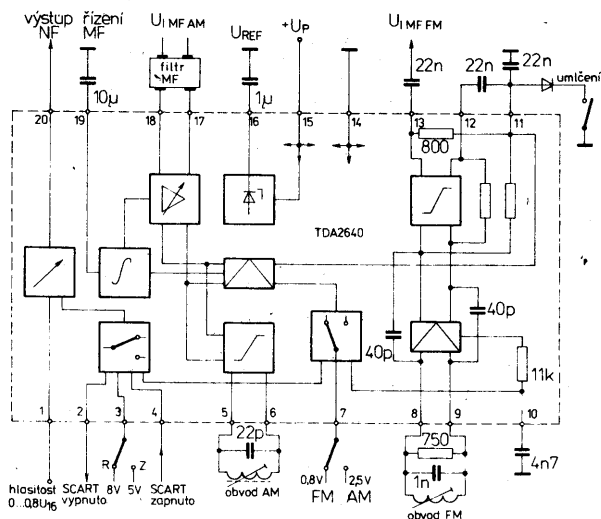 výstup NF
řízení MF
U I MF AM
U REF
+U P
U I MF FM
filtr MF
10µ
1µ
22n
22n
22n
umlčení
20
19
18
17
16
15
14
13
12
11
800
TDA2640
40p
40p
11k
1
2
3
4
5
6
7
8
9
10
22p
750
1n
4n7
R
Z
8V
5V
0,8V
2,5V
FM
AM
hlasitost
0...0,8U16
SCART
vypnuto
SCART
zapnuto
obvod AM
obvod FM